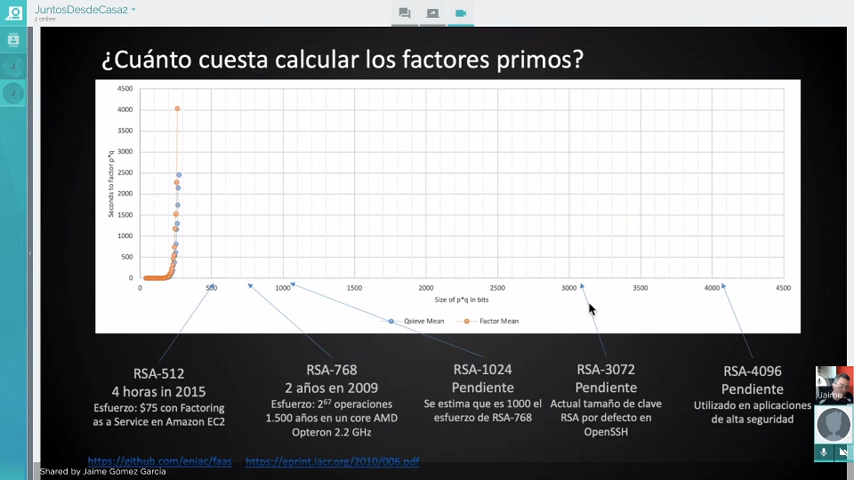 JuntosDesdeCasa2
2 online
¿Cuánto cuesta calcular los factores primos?
4500
4000
3500
3000
2500
2000
1500
1000
500
0
Seconds to factor p*q
0 500 1000 1500 2000 2500 3000 3500 4000 4500
Size of p*q in bits
Qsieve Mean Factor Mean
RSA-512
4 horas in 2015
Esfuerzo: $75 con Factoring
as a Service en Amazon EC2
RSA-768
2 años en 2009
Esfuerzo: 2^67 operaciones
1.500 años en un core AMD
Opteron 2.2 GHz
RSA-1024
Pendiente
Se estima que es 1000 el
esfuerzo de RSA-768
RSA-3072
Pendiente
Actual tamaño de clave
RSA por defecto en
OpenSSH
RSA-4096
Pendiente
Utilizado en aplicaciones
de alta seguridad
https://github.com/eniac/faas https://eprint.iacr.org/2010/006.pdf
Shared by Jaime Gómez García
Jaime